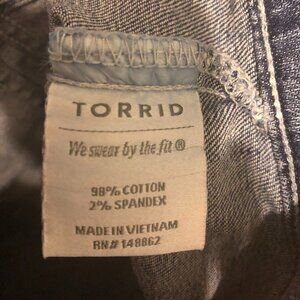 TORRID
We swear by the fit ®
98% COTTON
2% SPANDEX
MADE IN VIETNAM
RN# 148862